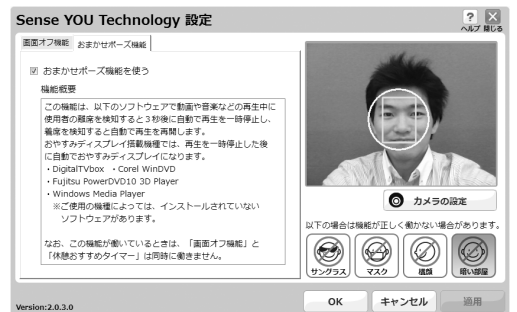 Sense YOU Technology 設定
ヘルプ 閉じる
画面オフ機能 おまかせポーズ機能
おまかせポーズ機能を使う
機能概要
この機能は、以下のソフトウェアで動画や音楽などの再生中に
使用者の離席を検知すると３秒後に自動で再生を一時停止し、
着席を検知すると自動で再生を再開します。
おやすみディスプレイ搭載機種では、再生を一時停止した後
に自動でおやすみディスプレイになります。
・DigitalTVbox ・Corel WinDVD
・Fujitsu PowerDVD10 3D Player
・Windows Media Player
※ご使用の機種によっては、インストールされていない
ソフトウェアがあります。
なお、この機能が働いているときは、「画面オフ機能」と
「休憩おすすめタイマー」は同時に働きません。
カメラの設定
以下の場合は機能が正しく働かない場合があります。
サングラス マスク 横顔 暗い部屋
Version:2.0.3.0
OK キャンセル 適用